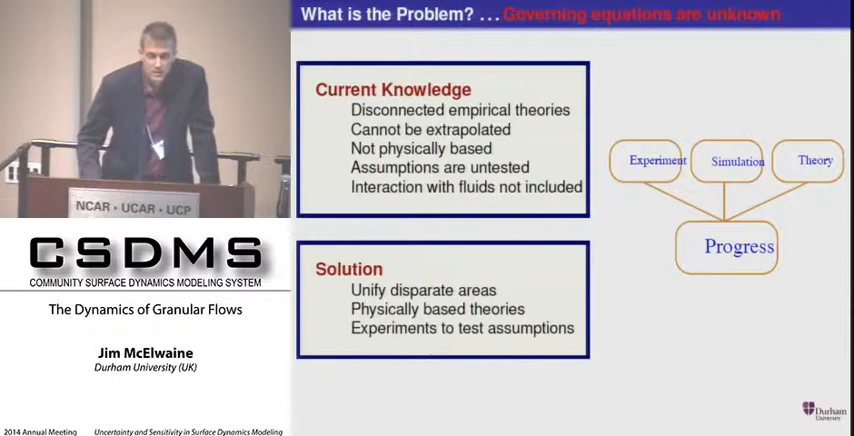 What is the Problem? ... Governing equations are unknown
Current Knowledge
Disconnected empirical theories
Cannot be extrapolated
Not physically based
Assumptions are untested
Interaction with fluids not included
Solution
Unify disparate areas
Physically based theories
Experiments to test assumptions
Experiment
Simulation
Theory
Progress
Durham
University
NCAR • UCAR • UCP
CSDMS
COMMUNITY SURFACE DYNAMICS MODELING SYSTEM
The Dynamics of Granular Flows
Jim McElwaine
Durham University (UK)
2014 Annual Meeting
Uncertainty and Sensitivity in Surface Dynamics Modeling